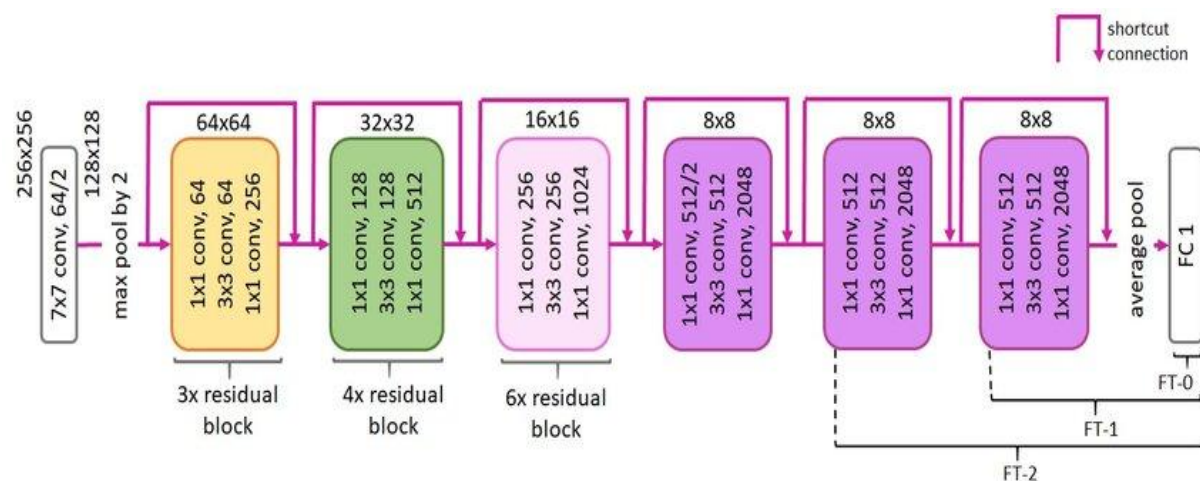 shortcut
connection
256x256
7x7 conv, 64/2
128x128
max pool by 2
64x64
1x1 conv, 64
3x3 conv, 64
1x1 conv, 256
3x residual
block
32x32
1x1 conv, 128
3x3 conv, 128
1x1 conv, 512
4x residual
block
16x16
1x1 conv, 256
3x3 conv, 256
1x1 conv, 1024
6x residual
block
8x8
1x1 conv, 512/2
3x3 conv, 512
1x1 conv, 2048
8x8
1x1 conv, 512
3x3 conv, 512
1x1 conv, 2048
8x8
1x1 conv, 512
3x3 conv, 512
1x1 conv, 2048
average pool
FC 1
FT-0
FT-1
FT-2